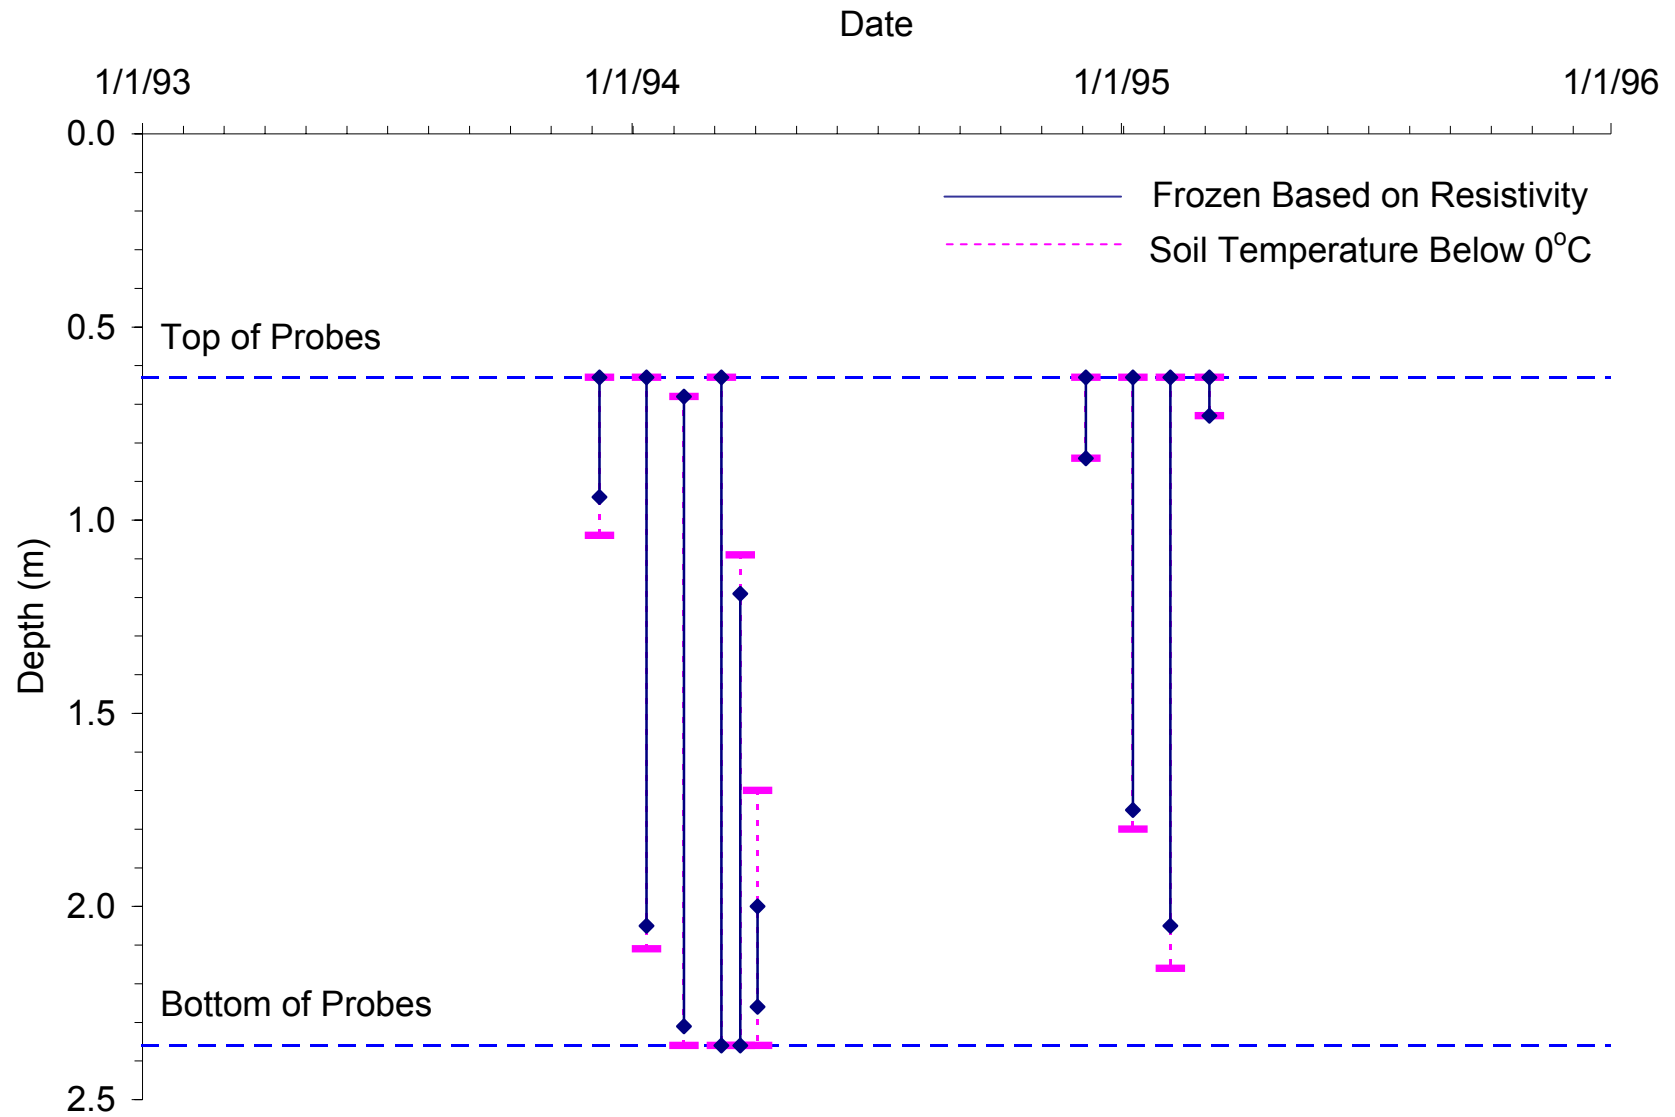 Date
1/1/93 1/1/94 1/1/95 1/1/96
0.0
Frozen Based on Resistivity
Soil Temperature Below 0°C
0.5
Top of Probes
1.0
Depth (m)
1.5
2.0
Bottom of Probes
2.5